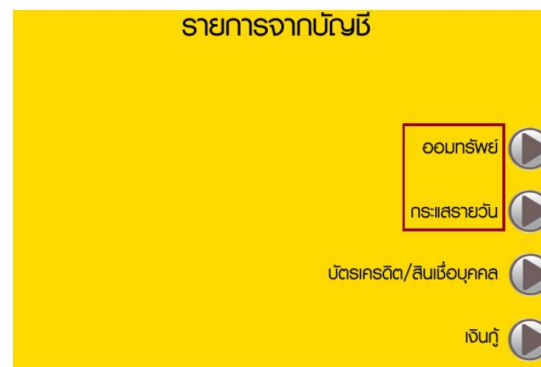 รายการจากบัญชี
ออมทรัพย์
กระแสรายวัน
บัตรเครดิต/สินเชื่อบุคคล
เงินกู้